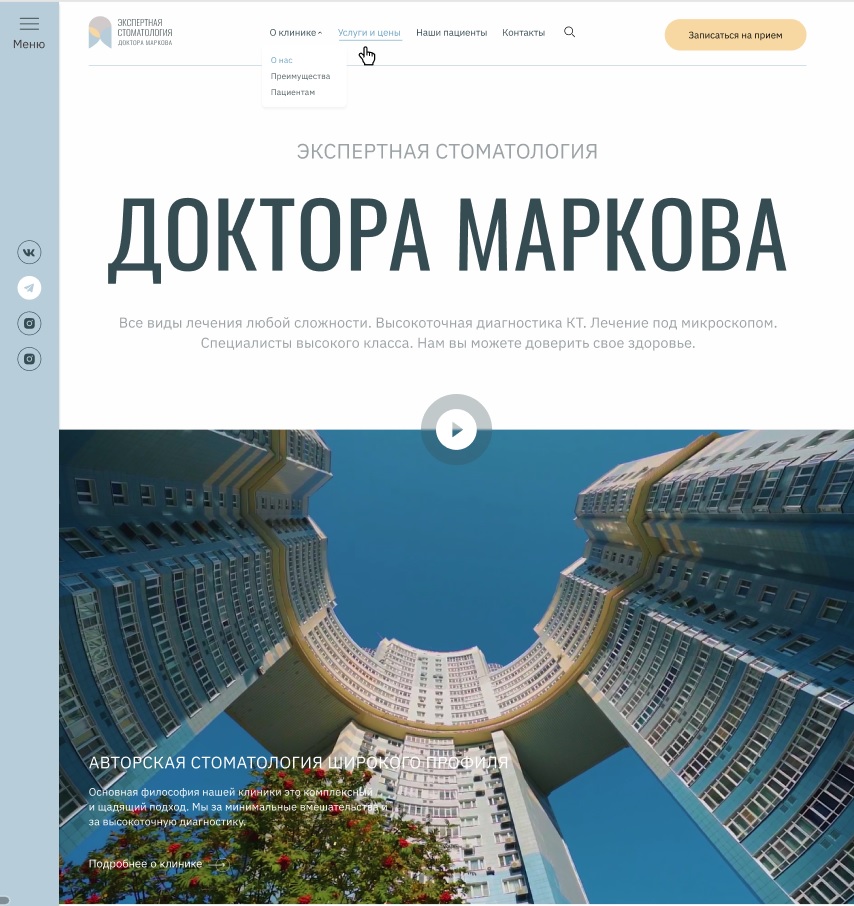 Меню
ЭКСПЕРТНАЯ
СТОМАТОЛОГИЯ
ДОКТОРА МАРКОВА
О клинике
Услуги и цены
Наши пациенты
Контакты
Записаться на прием
О нас
Преимущества
Пациентам
ЭКСПЕРТНАЯ СТОМАТОЛОГИЯ
ДОКТОРА МАРКОВА
Все виды лечения любой сложности. Высокоточная диагностика КТ. Лечение под микроскопом.
Специалисты высокого класса. Нам вы можете доверить свое здоровье.
АВТОРСКАЯ СТОМАТОЛОГИЯ ШИРОКОГО ПРОФИЛЯ
Основная философия нашей клиники это комплексный
и щадящий подход. Мы за минимальные вмешательства и
за высокоточную диагностику.
Подробнее о клинике